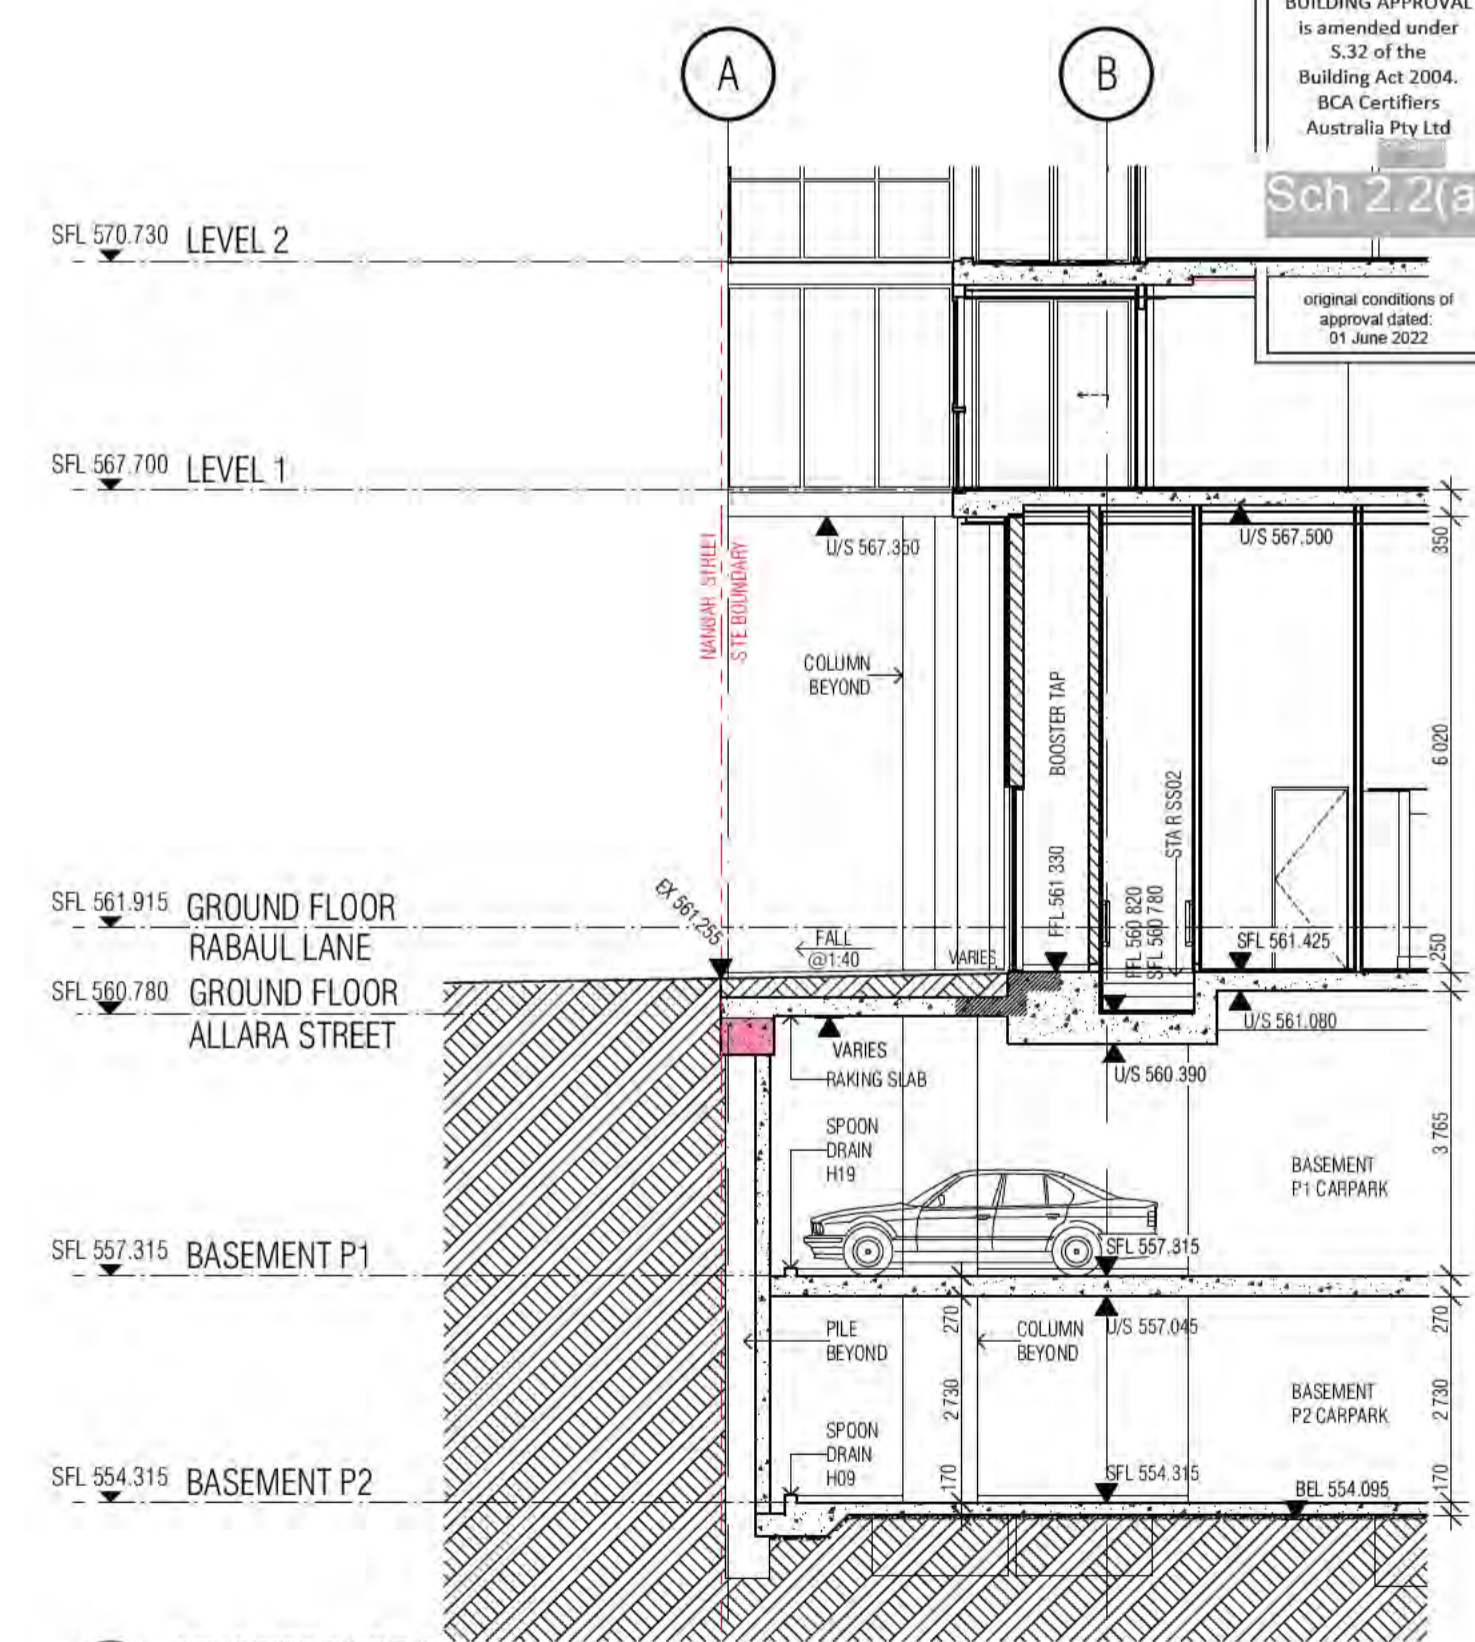 BUILDING APPROVAL
is amended under
S.32 of the
Building Act 2004.
BCA Certifiers
Australia Pty Ltd
Sch 2.2(a
original conditions of
approval dated:
01 June 2022
A
B
SFL 570.730 LEVEL 2
SFL 567.700 LEVEL 1
U/S 567.350
U/S 567.500
350
STREET
BOUNDARY
COLUMN
BEYOND
BOOSTER TAP
6 020
STA R SS02
FFL 561 330
FFL 560 820
SFL 560 780
SFL 561.915 GROUND FLOOR
RABAUL LANE
EX 561.255
FALL
@1:40
VARIES
SFL 561.425
250
SFL 560.780 GROUND FLOOR
ALLARA STREET
U/S 561.080
VARIES
RAKING SLAB
U/S 560.390
SPOON
DRAIN
H19
BASEMENT
P1 CARPARK
3 765
SFL 557.315 BASEMENT P1
SFL 557.315
270
U/S 557.045
270
PILE
BEYOND
COLUMN
BEYOND
2 730
BASEMENT
P2 CARPARK
2 730
SPOON
DRAIN
H09
SFL 554.315 BASEMENT P2
170
SFL 554.315
BEL 554.095
170